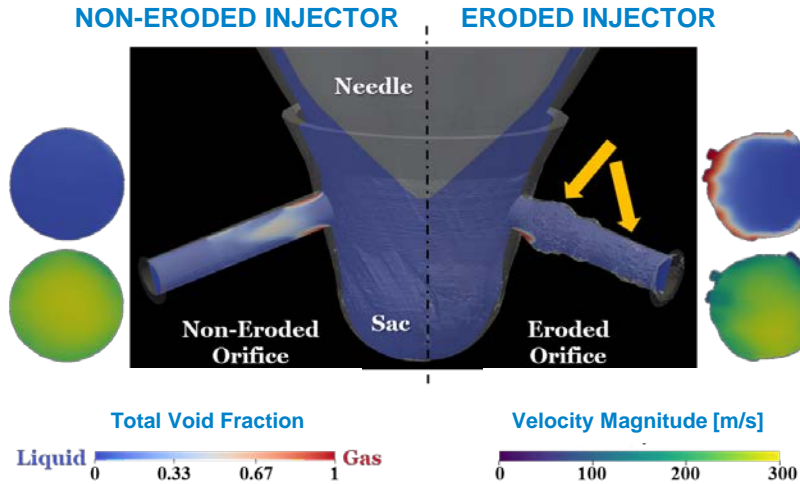 NON-ERODED INJECTOR
ERODED INJECTOR
Needle
Non-Eroded
Orifice
Sac
Eroded
Orifice
Total Void Fraction
Liquid
0
0.33
0.67
1
Gas
Velocity Magnitude [m/s]
0
100
200
300